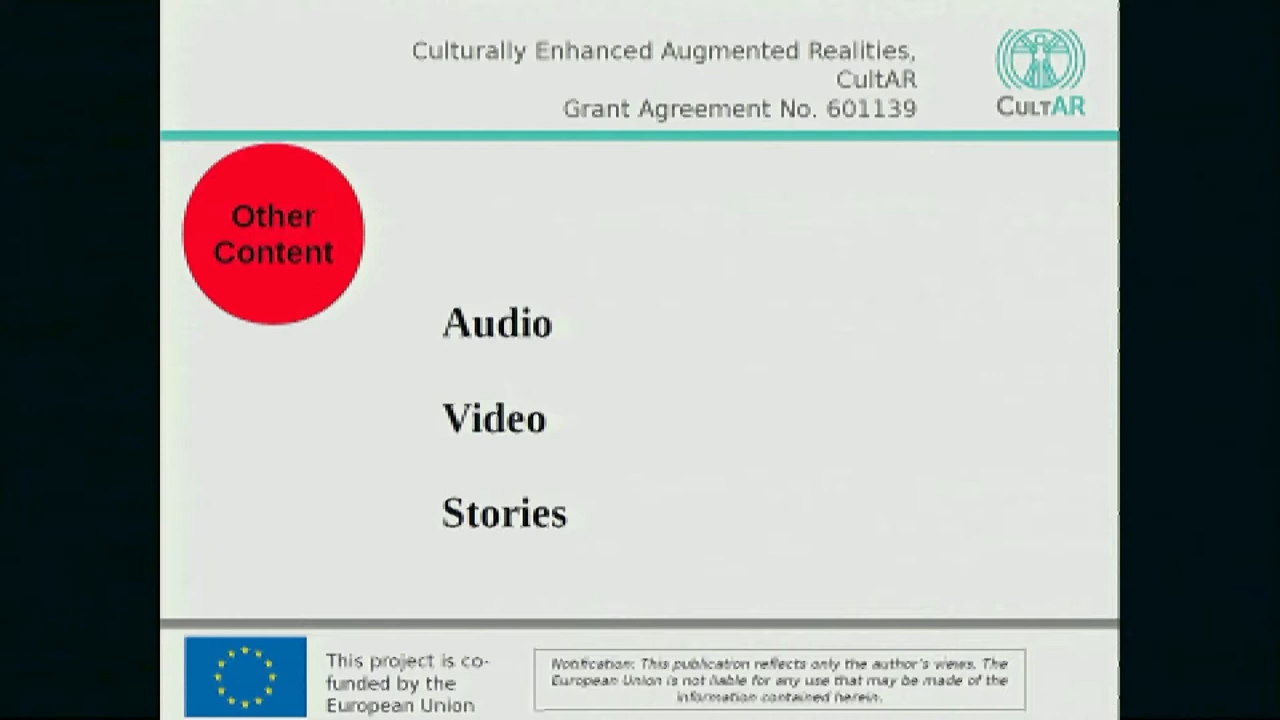 Culturally Enhanced Augmented Realities,
CultAR
Grant Agreement No. 601139
CULTAR
Other
Content
Audio
Video
Stories
This project is co-
funded by the
European Union
Notification: This publication reflects only the author's views. The
European Union is not liable for any use that may be made of the
information contained herein.